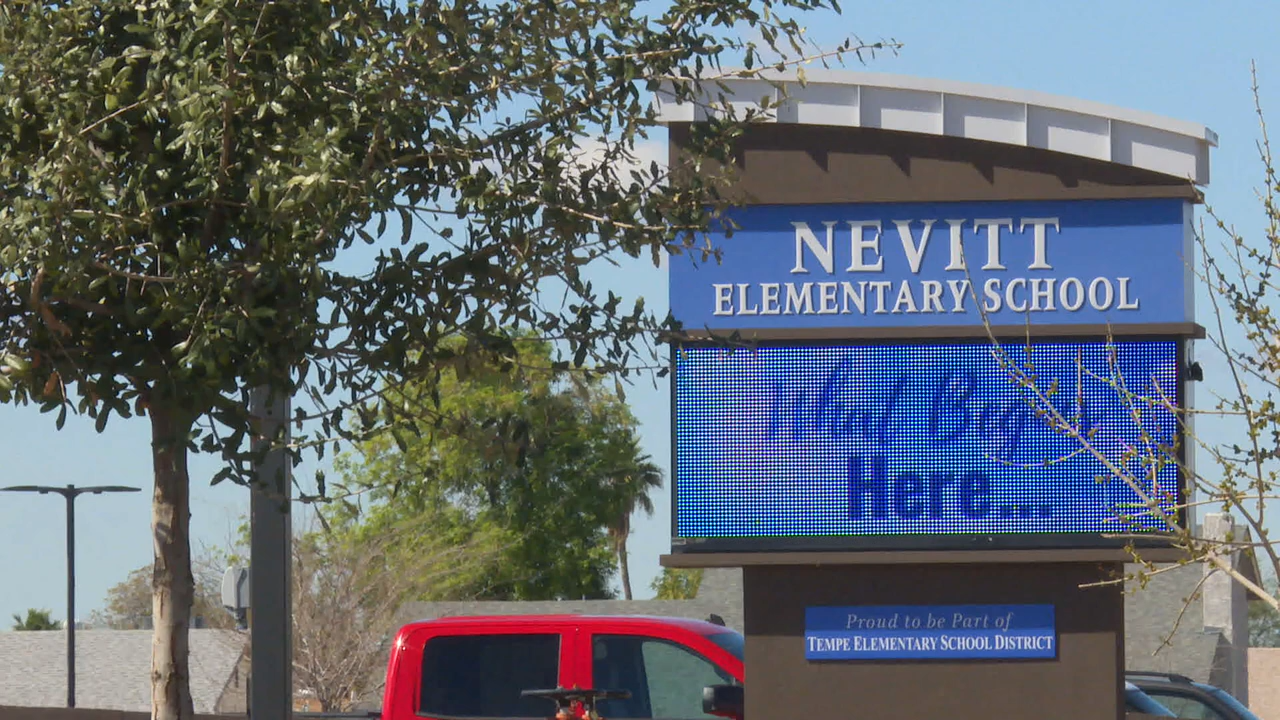 NEVITT
ELEMENTARY SCHOOL
What Begins
Here...
Proud to be Part of
TEMPE ELEMENTARY SCHOOL DISTRICT